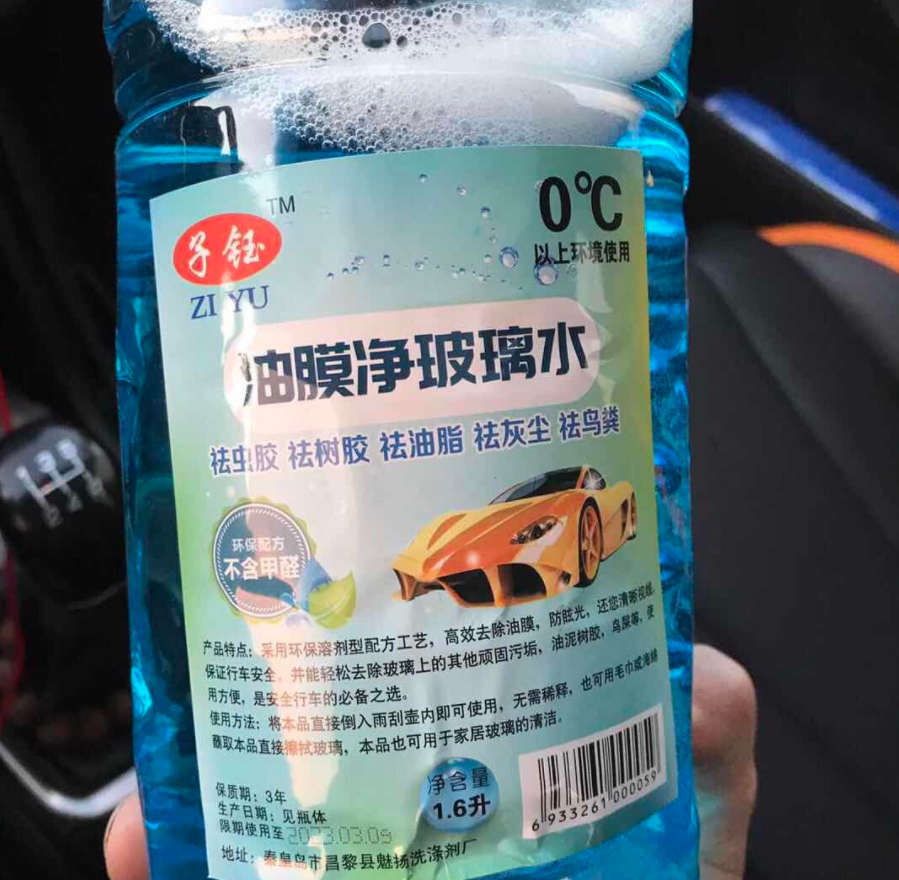 TM
子钰
ZI YU
0℃
以上环境使用
油膜净玻璃水
祛虫胶 祛树胶 祛油脂 祛灰尘 祛鸟粪
环保配方
不含甲醛
产品特点：采用环保溶剂型配方工艺，高效去除油膜，防眩光，还您清晰视线，
保证行车安全。并能轻松去除玻璃上的其他顽固污垢，油泥树胶，鸟屎等，使
用方便，是安全行车的必备之选。
使用方法：将本品直接倒入雨刮壶内即可使用，无需稀释，也可用毛巾或海绵
蘸取本品直接擦拭玻璃，本品也可用于家居玻璃的清洁。
保质期：3年
生产日期：见瓶体
限期使用至2023.03.09
地址：秦皇岛市昌黎县魅扬洗涤剂厂
净含量
1.6升
6 933261 000059